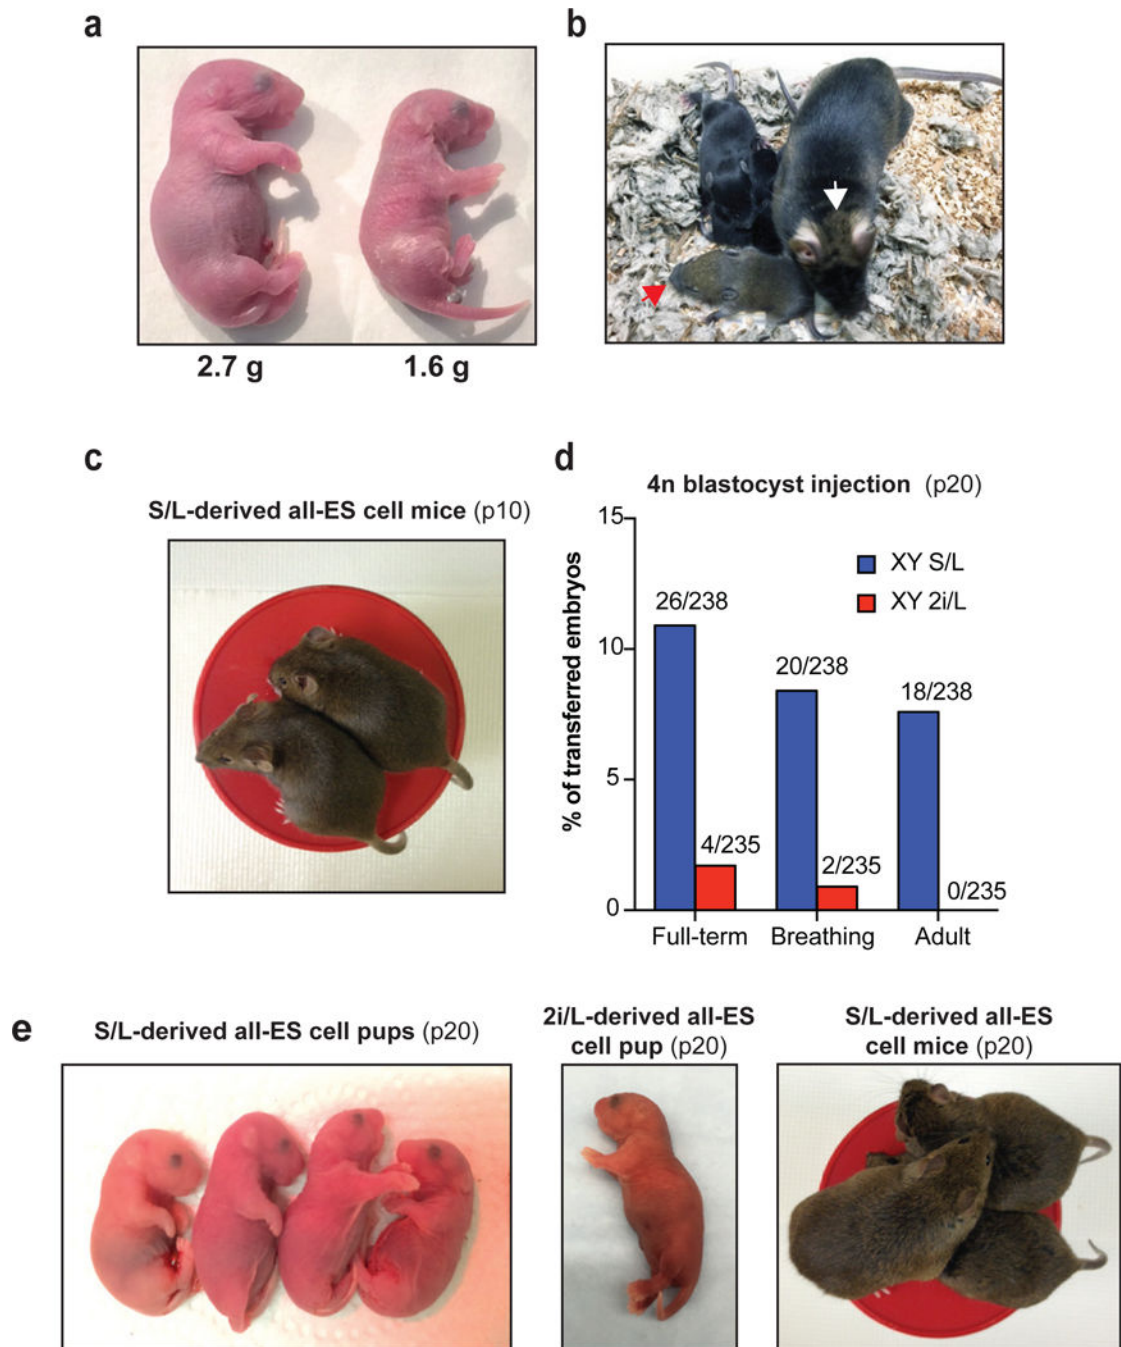 a
b
2.7 g
1.6 g
c
S/L-derived all-ES cell mice (p10)
d
4n blastocyst injection (p20)
% of transferred embryos
15
10
5
0
XY S/L
XY 2i/L
26/238
20/238
18/238
4/235
2/235
0/235
Full-term
Breathing
Adult
e
S/L-derived all-ES cell pups (p20)
2i/L-derived all-ES
cell pup (p20)
S/L-derived all-ES
cell mice (p20)